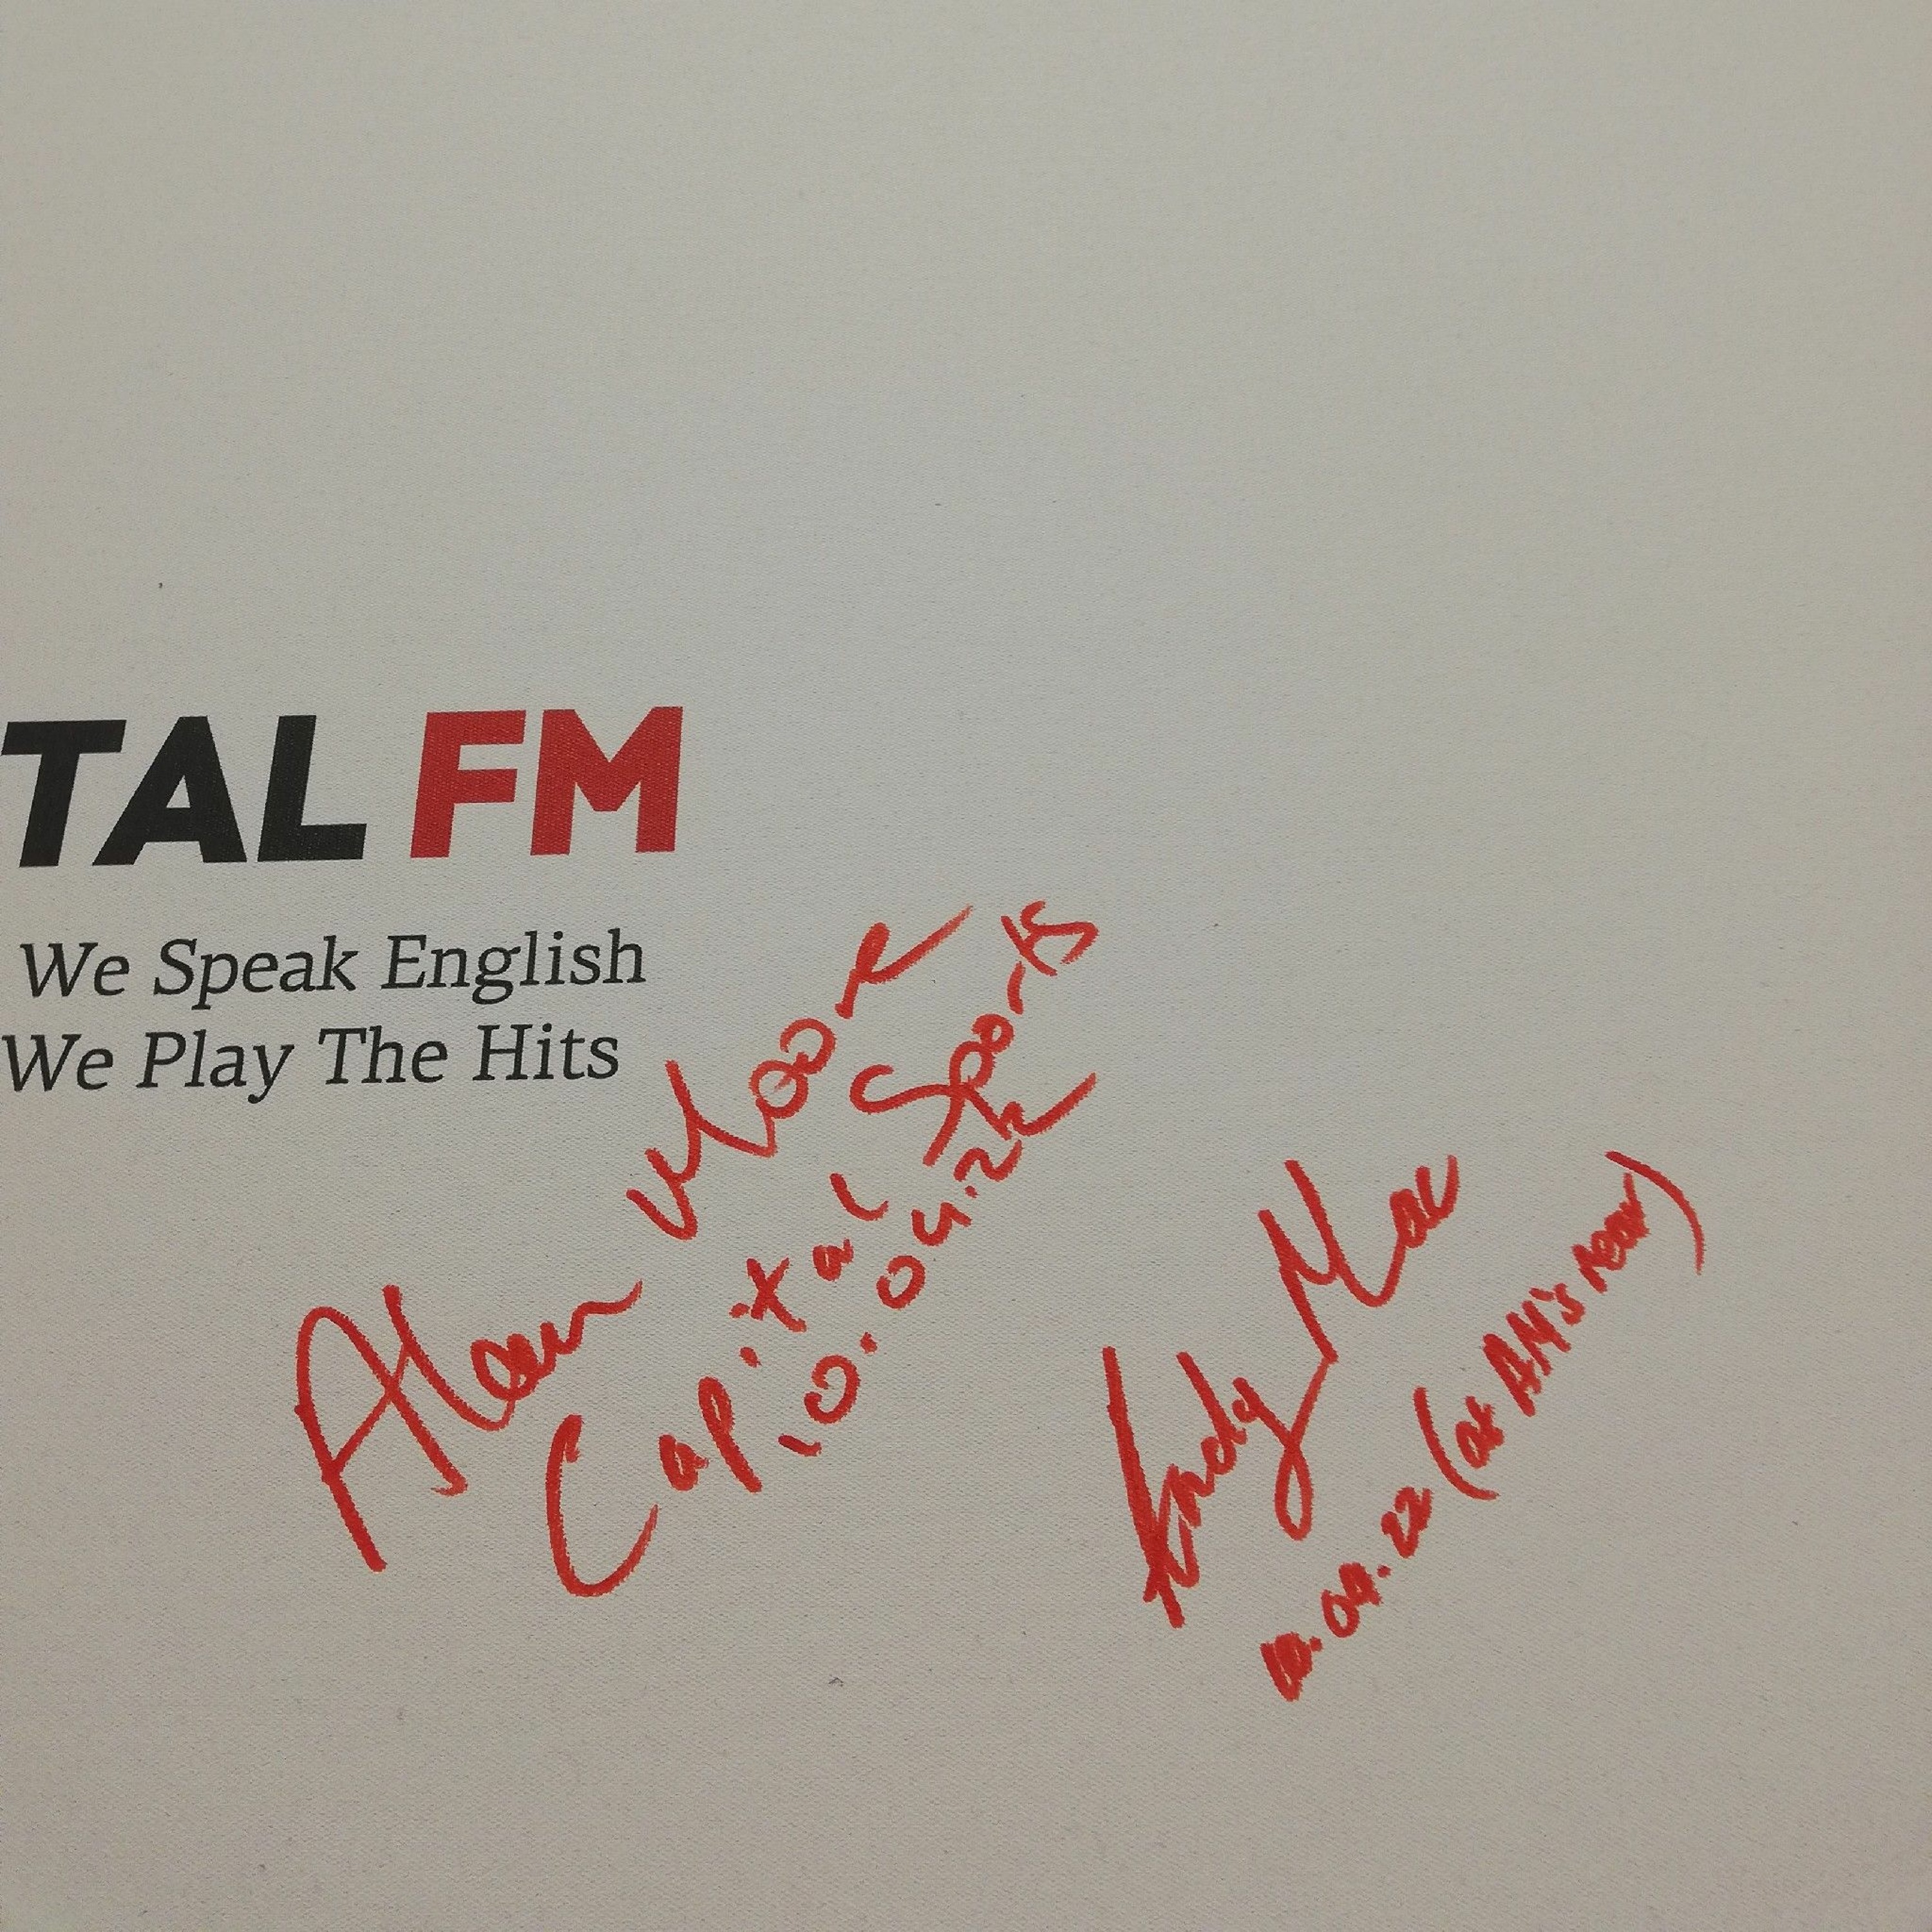 TAL FM
We Speak English
We Play The Hits
Alan Moore
Capital Sports
10.04.22
Andy Mac
10.04.22 (at AM's rear)